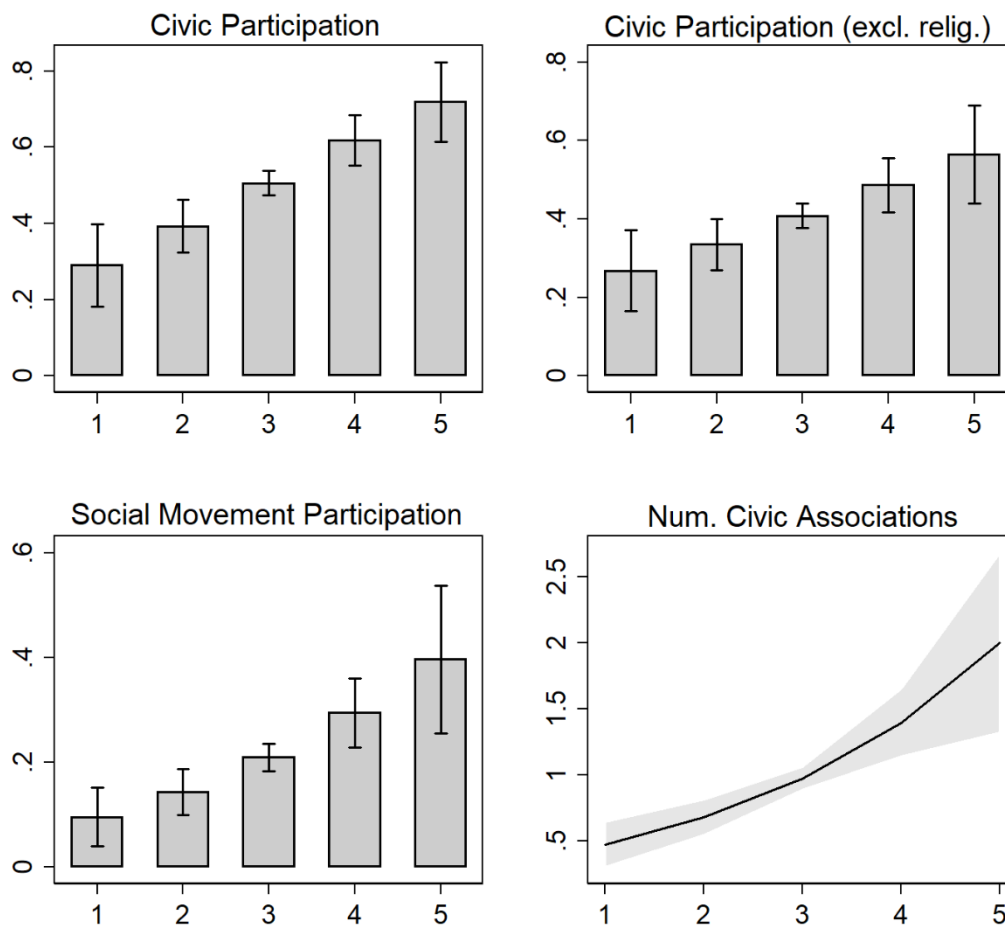 Civic Participation
.8
.6
.4
.2
0
1 2 3 4 5
Civic Participation (excl. relig.)
.8
.6
.4
.2
0
1 2 3 4 5
Social Movement Participation
.6
.4
.2
0
1 2 3 4 5
Num. Civic Associations
2.5
2
1.5
1
.5
1 2 3 4 5